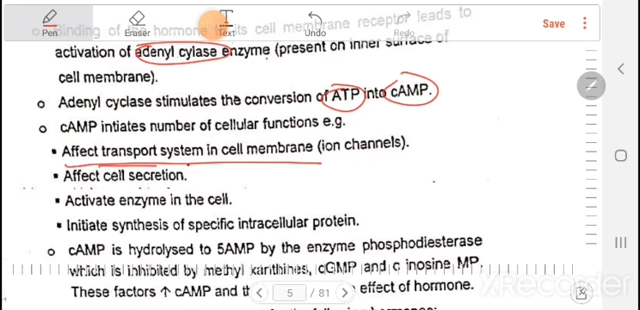 o Binding of the hormone to its cell membrane receptor leads to
Pen
Eraser
Text
Undo
Redo
Save
activation of adenyl cylase enzyme (present on inner surface of
cell membrane).
o Adenyl cyclase stimulates the conversion of ATP into cAMP.
o cAMP intiates number of cellular functions e.g.
▪ Affect transport system in cell membrane (ion channels).
▪ Affect cell secretion.
▪ Activate enzyme in the cell.
▪ Initiate synthesis of specific intracellular protein.
o cAMP is hydrolysed to 5AMP by the enzyme phosphodiesterase
which is inhibited by methyl xanthines, cGMP and c inosine MP.
These factors ↑ cAMP and effect of hormone.
5 / 81
XRecorder